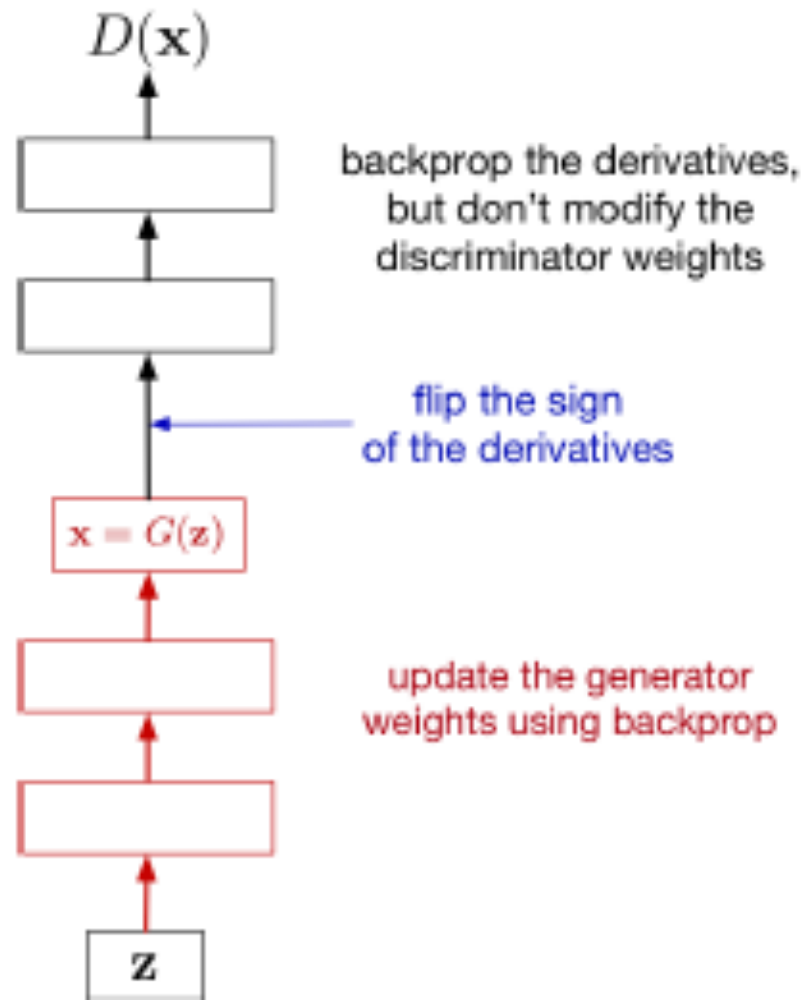 D(x)
backprop the derivatives,
but don't modify the
discriminator weights
flip the sign
of the derivatives
x = G(z)
update the generator
weights using backprop
z